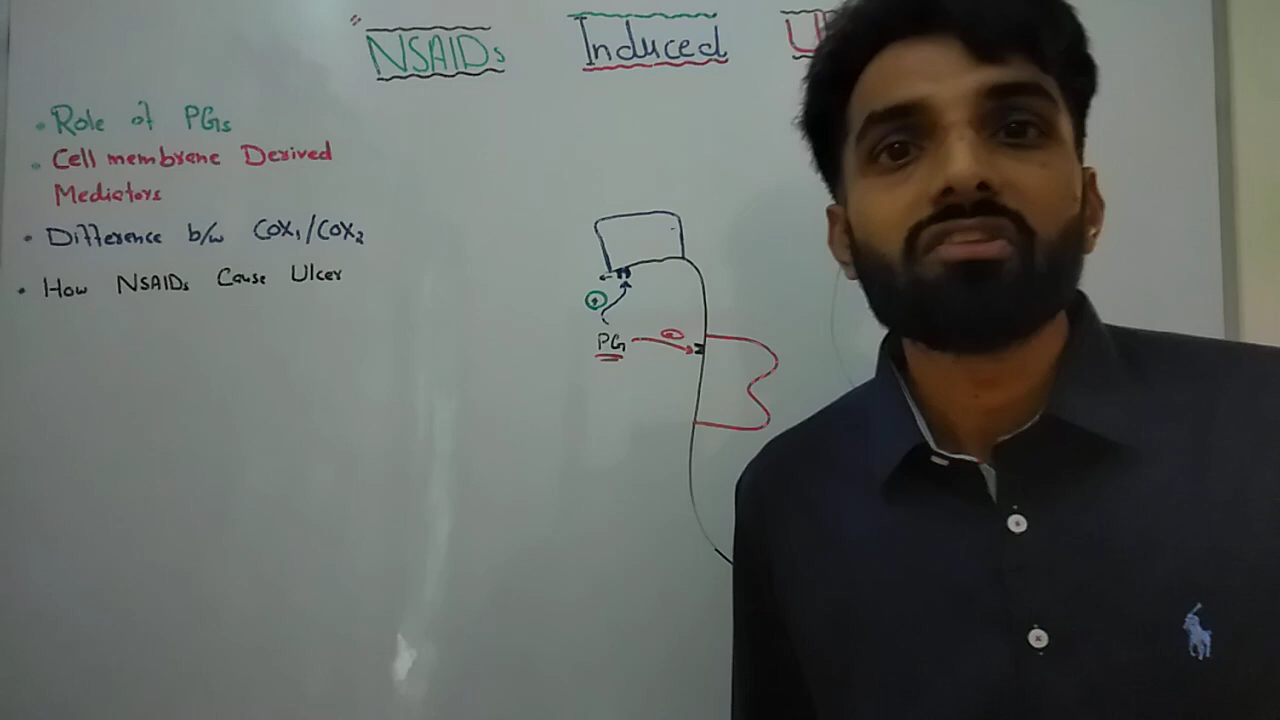 NSAIDs Induced
• Role of PGs
• Cell membrane Derived
Mediators
• Difference b/w COX₁/COX₂
• How NSAIDs Cause Ulcer
PG